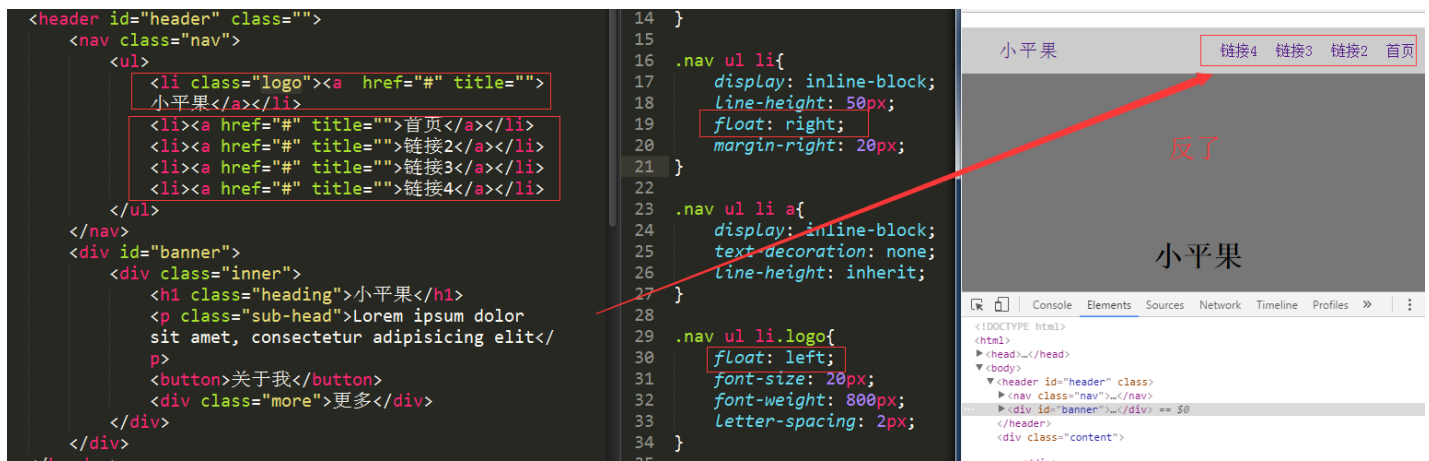 <header id="header" class="">
<nav class="nav">
<ul>
<li class="logo"><a  href="#" title="">
小平果</a></li>
<li><a href="#" title="">首页</a></li>
<li><a href="#" title="">链接2</a></li>
<li><a href="#" title="">链接3</a></li>
<li><a href="#" title="">链接4</a></li>
</ul>
</nav>
<div id="banner">
<div class="inner">
<h1 class="heading">小平果</h1>
<p class="sub-head">Lorem ipsum dolor
sit amet, consectetur adipisicing elit</
p>
<button>关于我</button>
<div class="more">更多</div>
</div>
</div>
14 }
15
16 .nav ul li{
17 display: inline-block;
18 line-height: 50px;
19 float: right;
20 margin-right: 20px;
21 }
22
23 .nav ul li a{
24 display: inline-block;
25 text-decoration: none;
26 line-height: inherit;
27 }
28
29 .nav ul li.logo{
30 float: left;
31 font-size: 20px;
32 font-weight: 800px;
33 letter-spacing: 2px;
34 }
小平果 链接4 链接3 链接2 首页
反了
小平果
Console Elements Sources Network Timeline Profiles »
<!DOCTYPE html>
<html>
▶<head>…</head>
▼<body>
▼<header id="header" class>
▶<nav class="nav">…</nav>
… ▶<div id="banner">…</div> == $0
</header>
<div class="content">